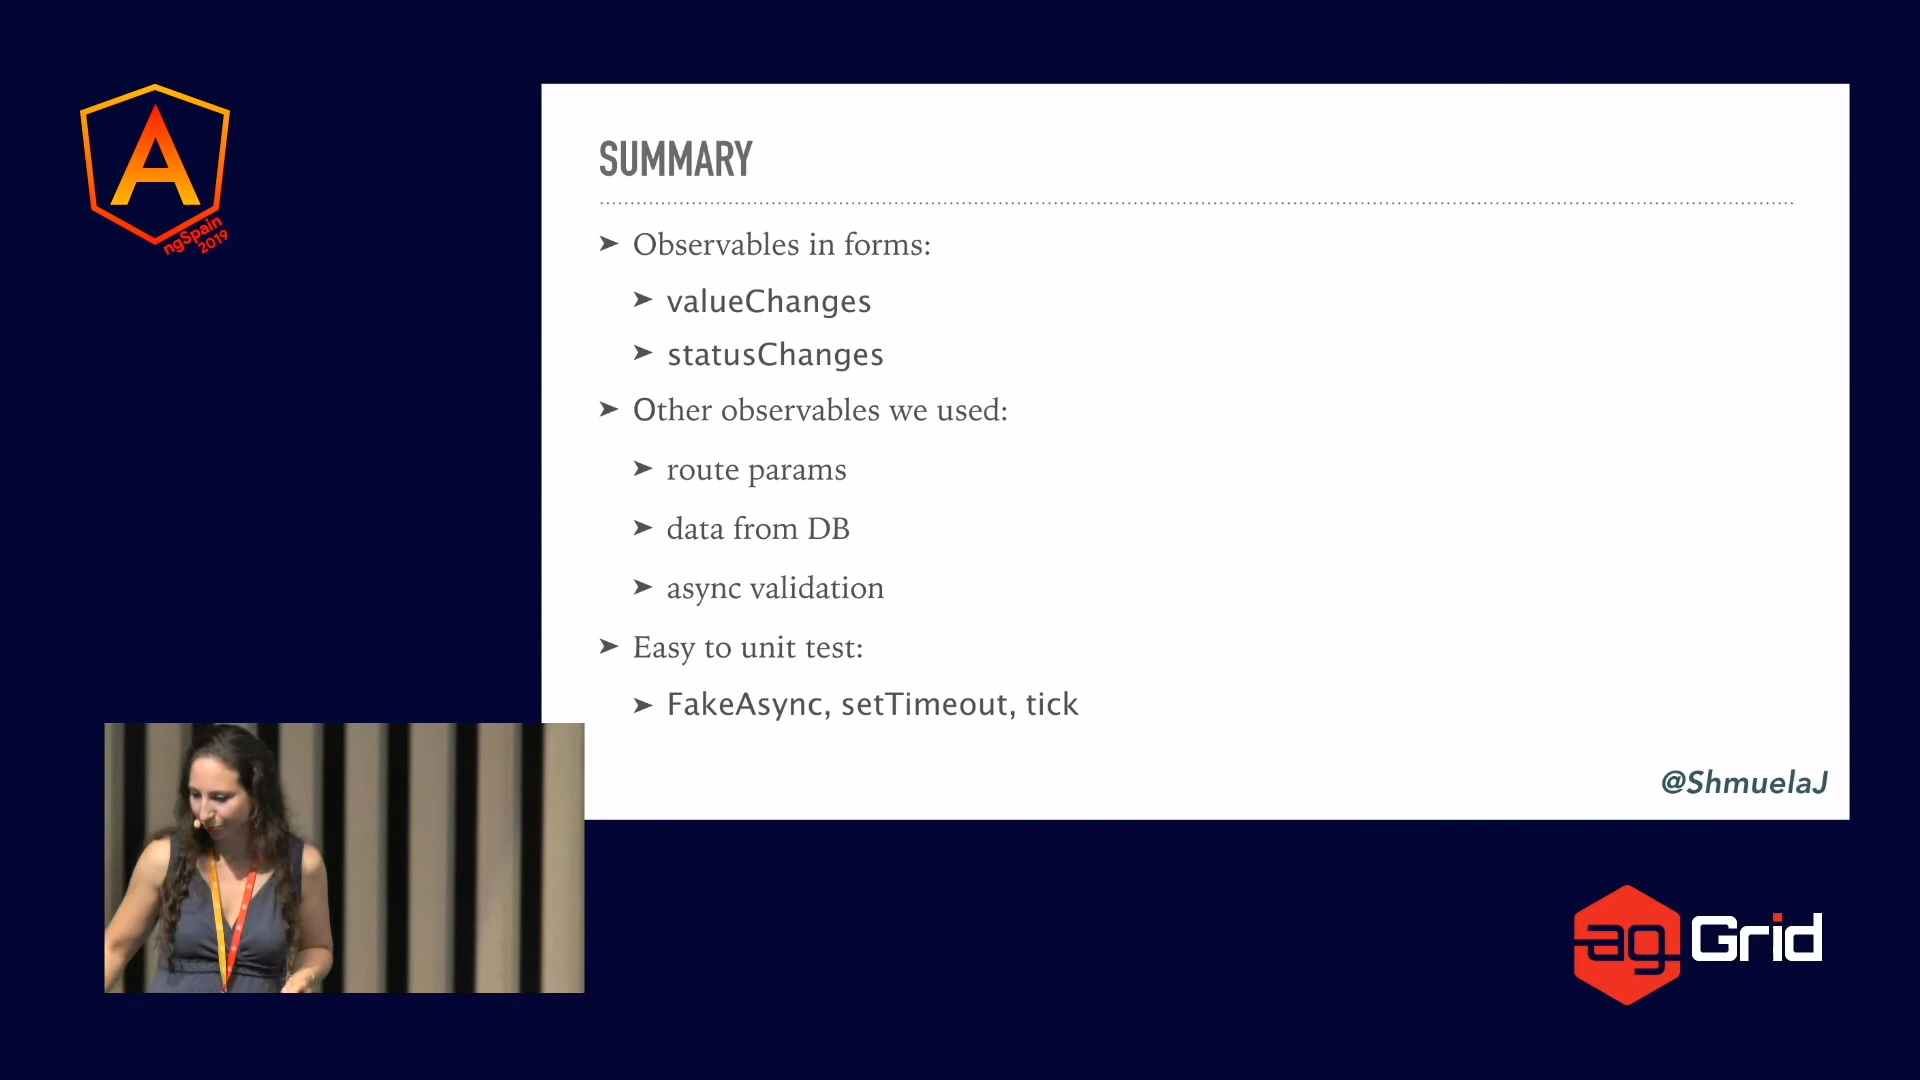 A
ngSpain
2019
SUMMARY
➤ Observables in forms:
➤ valueChanges
➤ statusChanges
➤ Other observables we used:
➤ route params
➤ data from DB
➤ async validation
➤ Easy to unit test:
➤ FakeAsync, setTimeout, tick
@ShmuelaJ
ag Grid